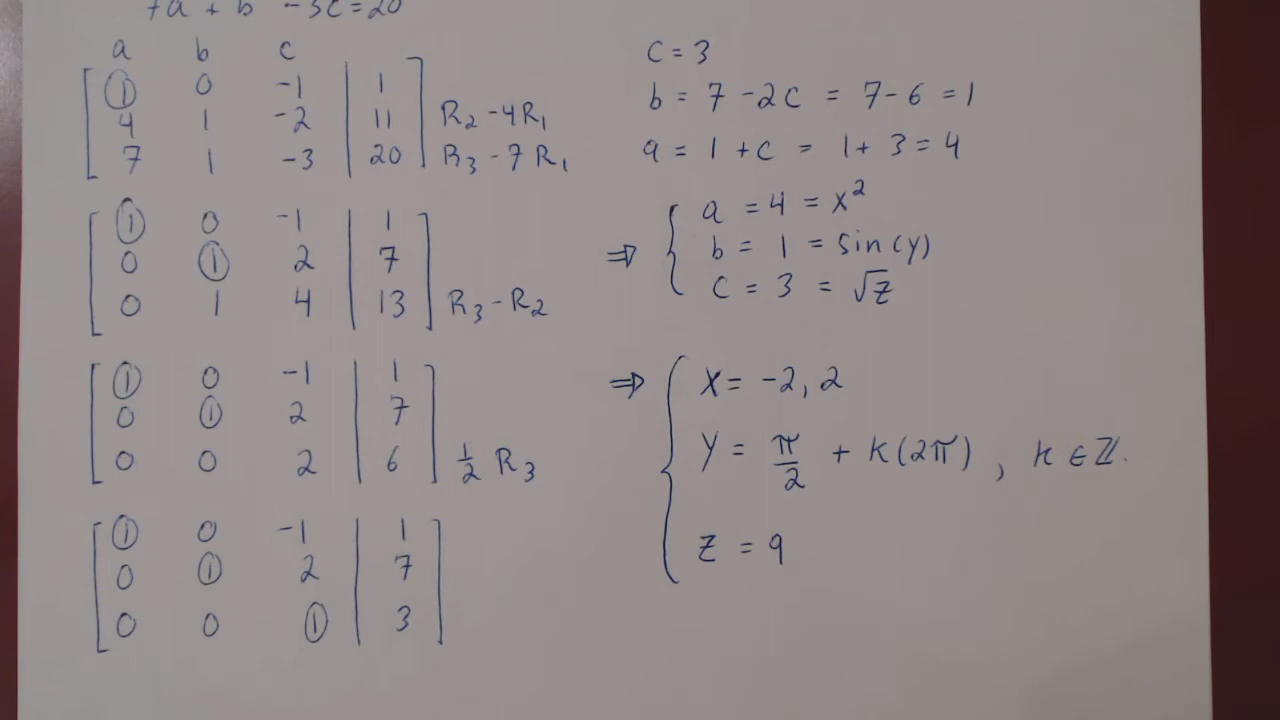 7a + b - 3c = 20
a b c
1 0 -1 | 1
4 1 -2 | 11 R₂ - 4R₁
7 1 -3 | 20 R₃ - 7R₁
1 0 -1 | 1
0 1 2 | 7
0 1 4 | 13 R₃ - R₂
1 0 -1 | 1
0 1 2 | 7
0 0 2 | 6 ½ R₃
1 0 -1 | 1
0 1 2 | 7
0 0 1 | 3
c = 3
b = 7 - 2c = 7 - 6 = 1
a = 1 + c = 1 + 3 = 4
a = 4 = x²
⇒ b = 1 = sin(y)
c = 3 = √z
⇒ x = -2, 2
y = π/2 + k(2π), k ∈ ℤ.
z = 9